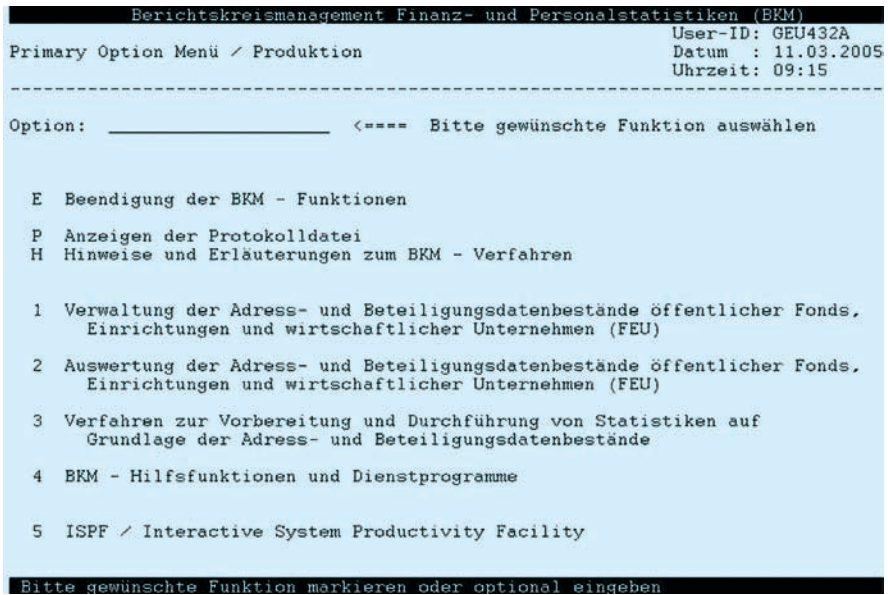 Berichtskreismanagement Finanz- und Personalstatistiken (BKM)
User-ID: GEU432A
Primary Option Menü / Produktion Datum : 11.03.2005
Uhrzeit: 09:15
Option: <==== Bitte gewünschte Funktion auswählen
E Beendigung der BKM - Funktionen
P Anzeigen der Protokolldatei
H Hinweise und Erläuterungen zum BKM - Verfahren
1 Verwaltung der Adress- und Beteiligungsdatenbestände öffentlicher Fonds,
Einrichtungen und wirtschaftlicher Unternehmen (FEU)
2 Auswertung der Adress- und Beteiligungsdatenbestände öffentlicher Fonds,
Einrichtungen und wirtschaftlicher Unternehmen (FEU)
3 Verfahren zur Vorbereitung und Durchführung von Statistiken auf
Grundlage der Adress- und Beteiligungsdatenbestände
4 BKM - Hilfsfunktionen und Dienstprogramme
5 ISPF / Interactive System Productivity Facility
Bitte gewünschte Funktion markieren oder optional eingeben